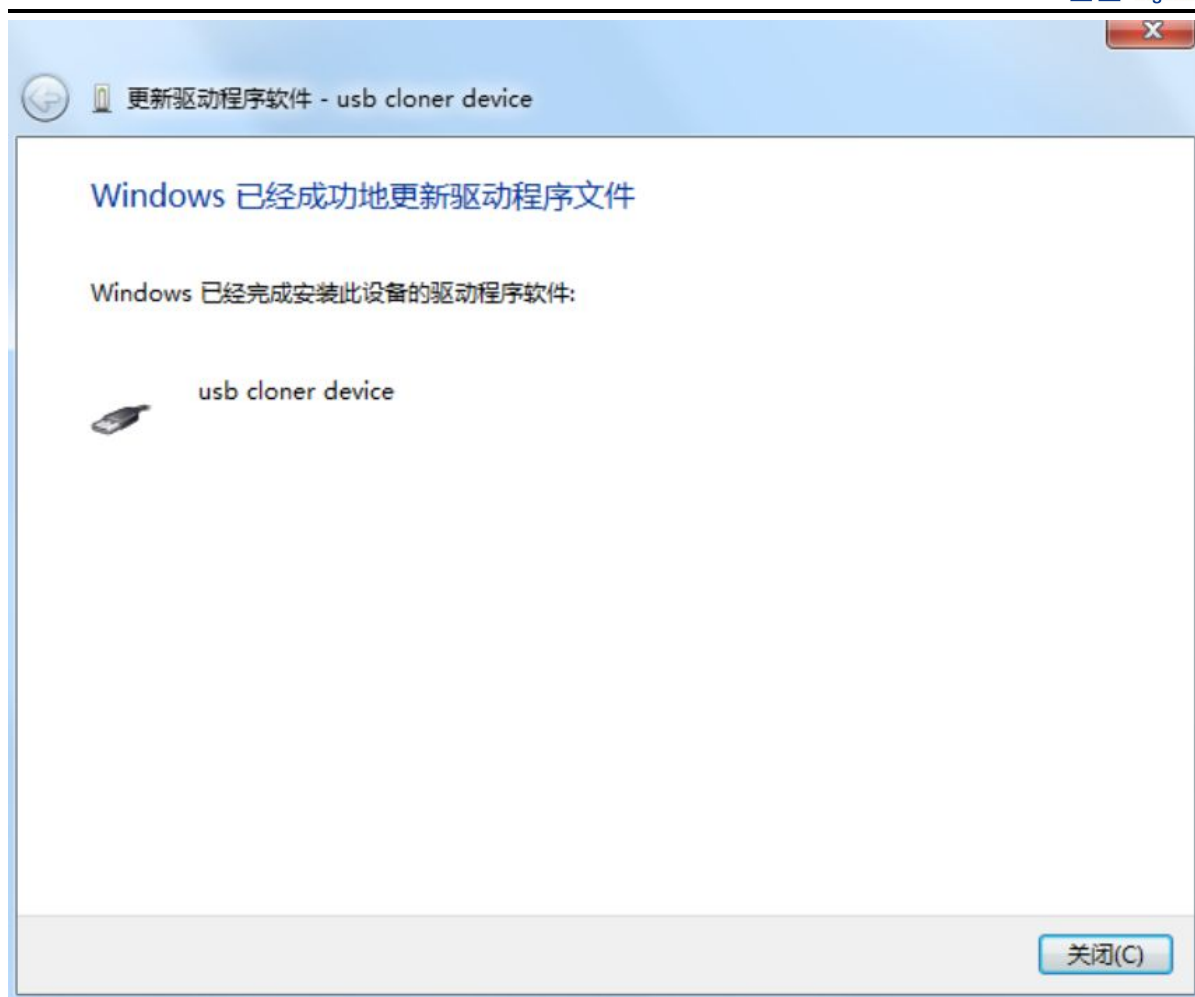 更新驱动程序软件 - usb cloner device
Windows 已经成功地更新驱动程序文件
Windows 已经完成安装此设备的驱动程序软件:
usb cloner device
关闭(C)